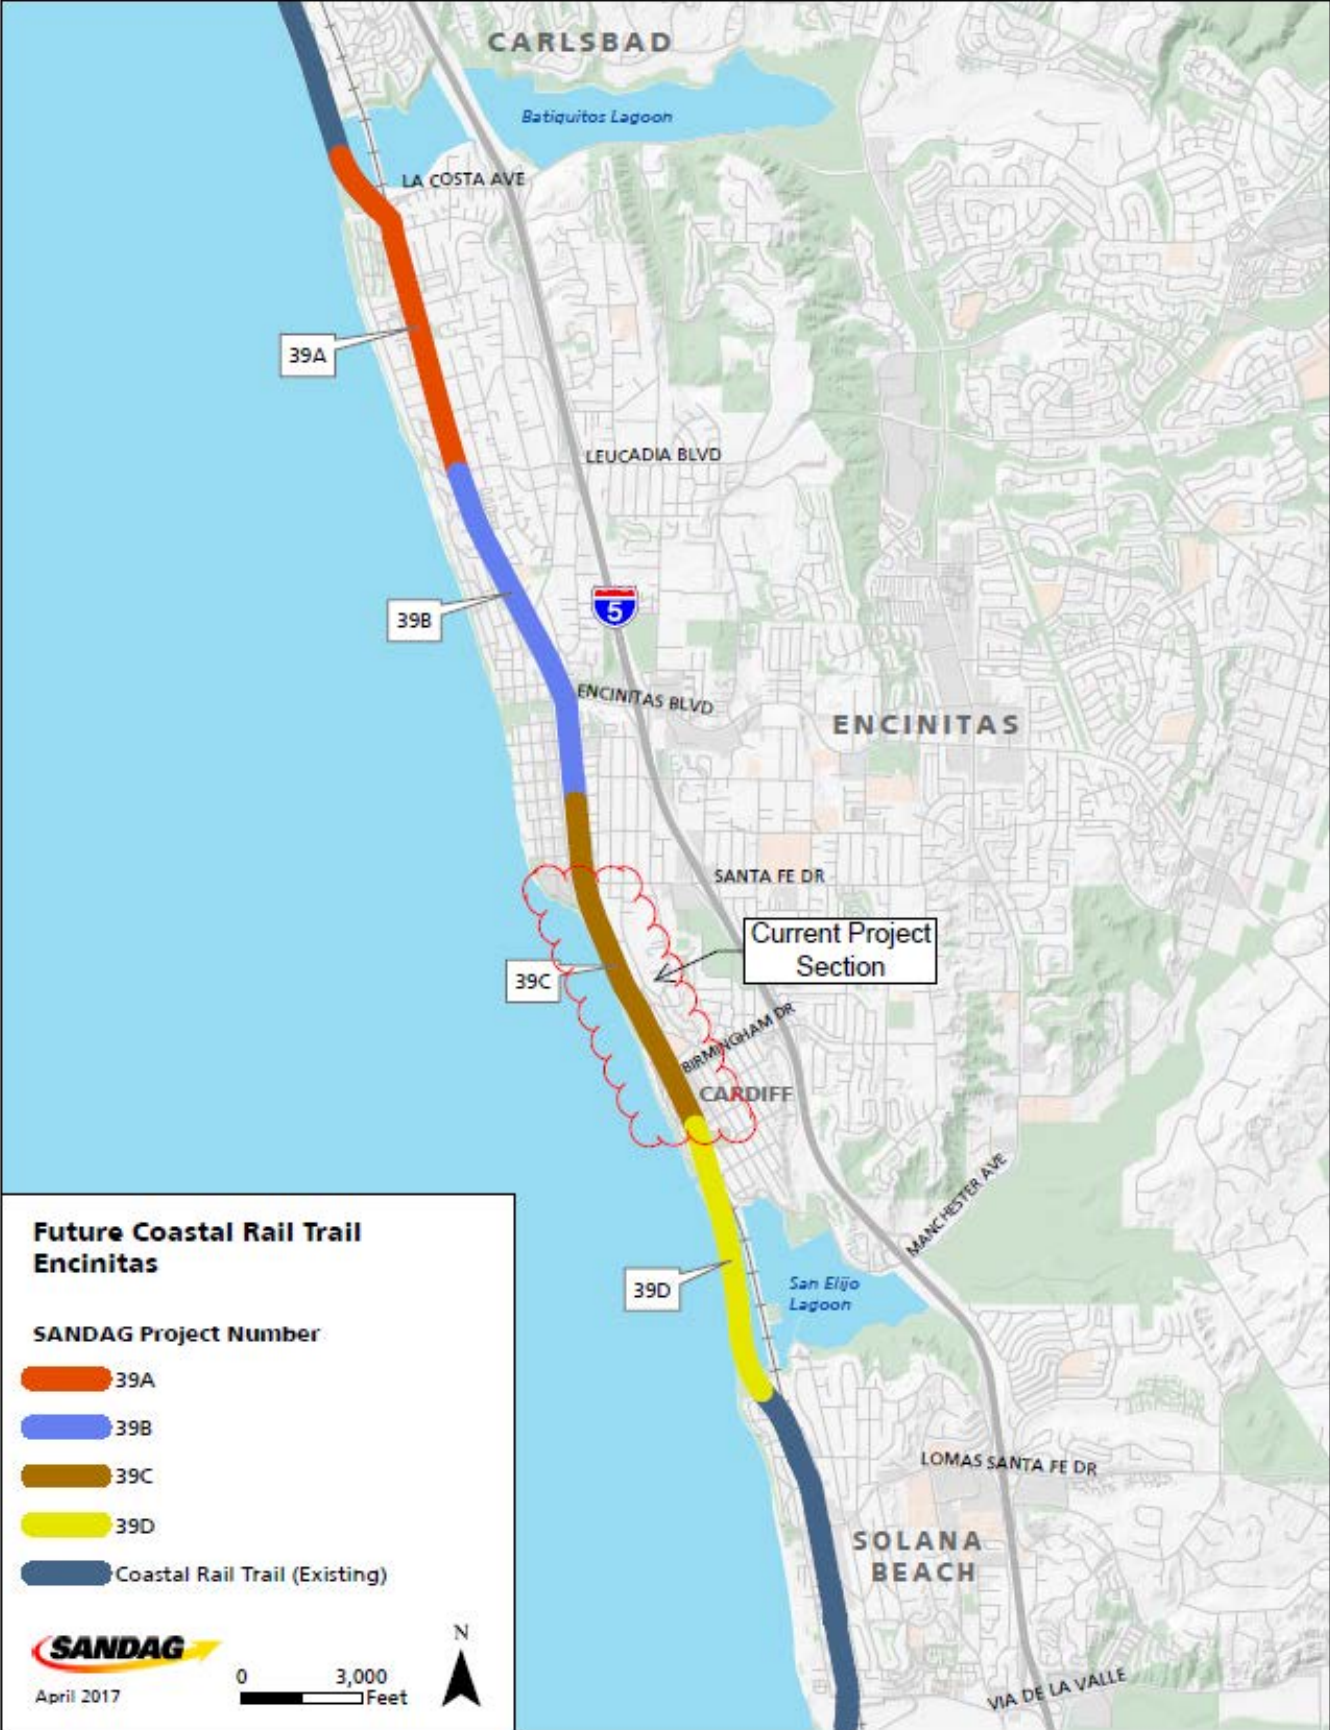 CARLSBAD
Batiquitos Lagoon
LA COSTA AVE
39A
LEUCADIA BLVD
5
39B
ENCINITAS BLVD
ENCINITAS
SANTA FE DR
Current Project
Section
39C
BIRMINGHAM DR
CARDIFF
MANCHESTER AVE
39D
San Elijo
Lagoon
LOMAS SANTA FE DR
SOLANA
BEACH
VIA DE LA VALLE
Future Coastal Rail Trail
Encinitas
SANDAG Project Number
39A
39B
39C
39D
Coastal Rail Trail (Existing)
SANDAG
April 2017
0 3,000
Feet
N